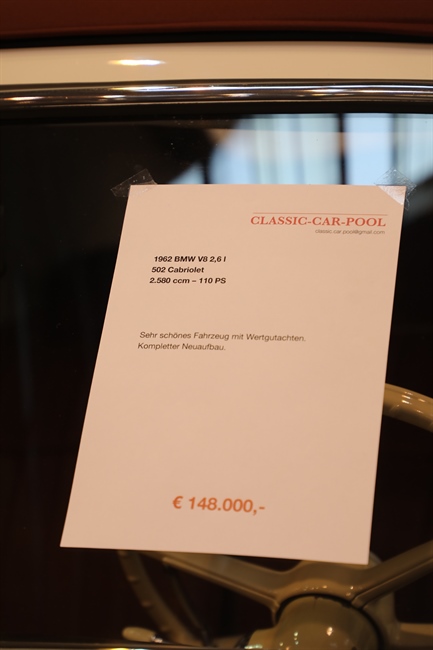 CLASSIC-CAR-POOL
classic.car.pool@gmail.com
1962 BMW V8 2,6 l
502 Cabriolet
2.580 ccm – 110 PS
Sehr schönes Fahrzeug mit Wertgutachten.
Kompletter Neuaufbau.
€ 148.000,-